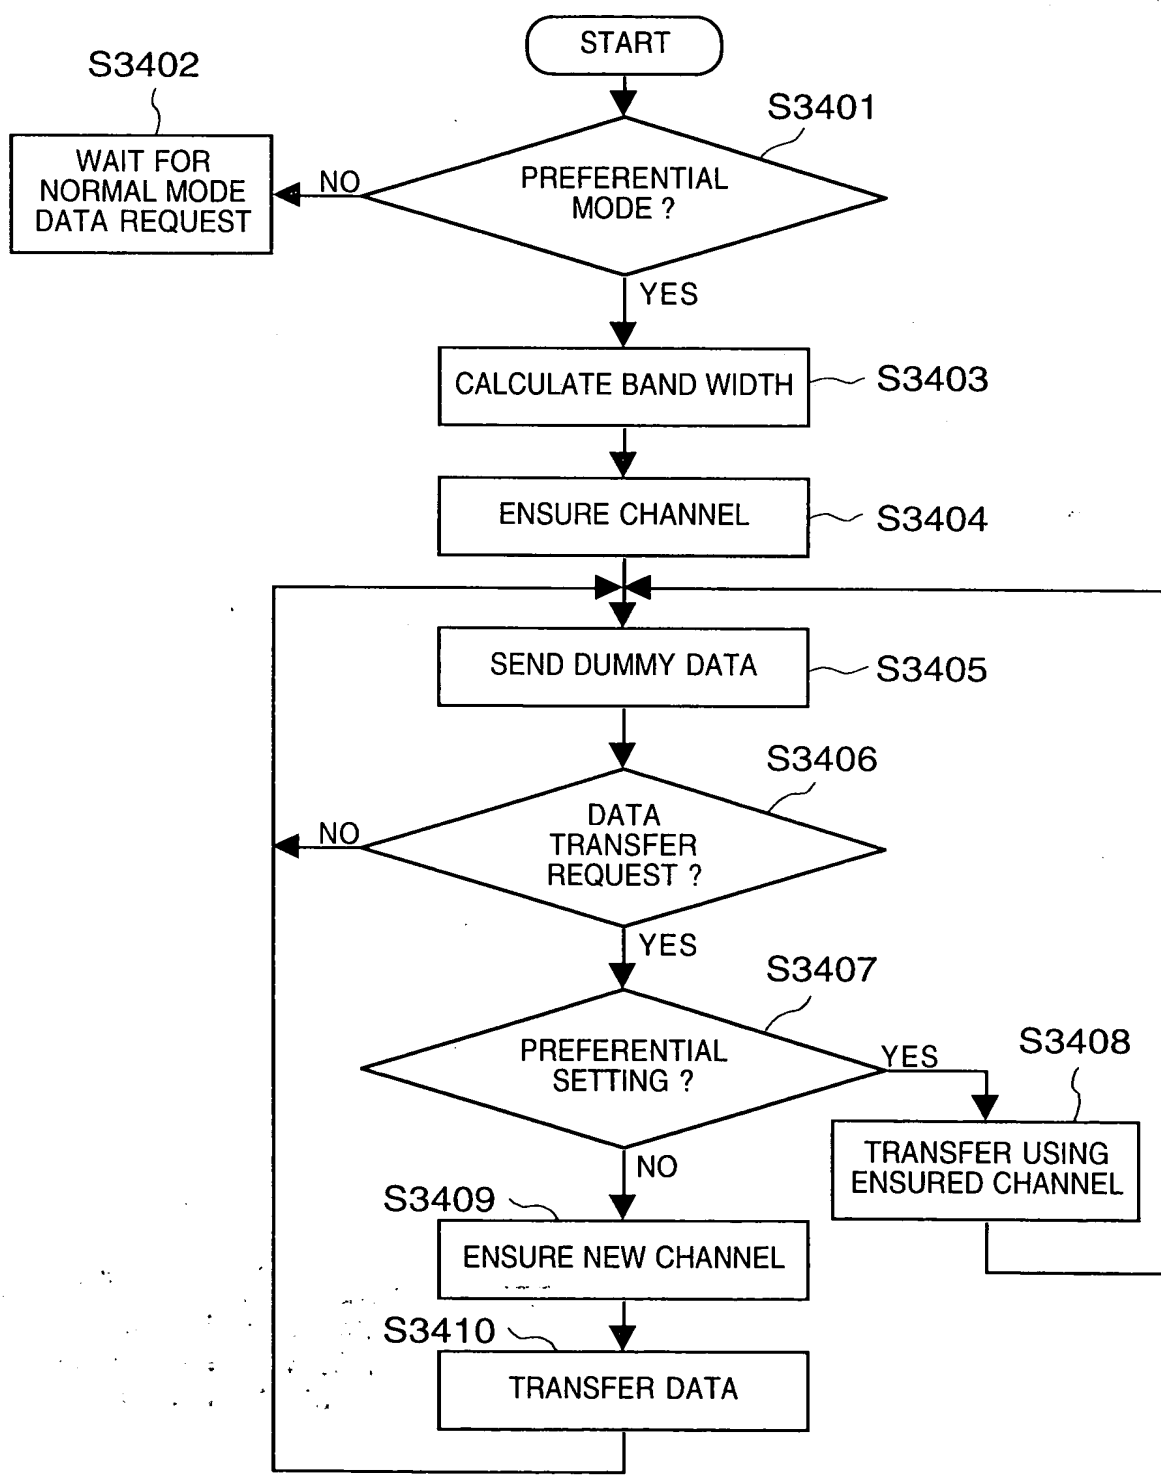 START
S3402
S3401
WAIT FOR
NORMAL MODE
DATA REQUEST
NO
PREFERENTIAL
MODE ?
YES
CALCULATE BAND WIDTH
S3403
ENSURE CHANNEL
S3404
SEND DUMMY DATA
S3405
S3406
NO
DATA
TRANSFER
REQUEST ?
YES
S3407
PREFERENTIAL
SETTING ?
YES
S3408
TRANSFER USING
ENSURED CHANNEL
NO
S3409
ENSURE NEW CHANNEL
S3410
TRANSFER DATA